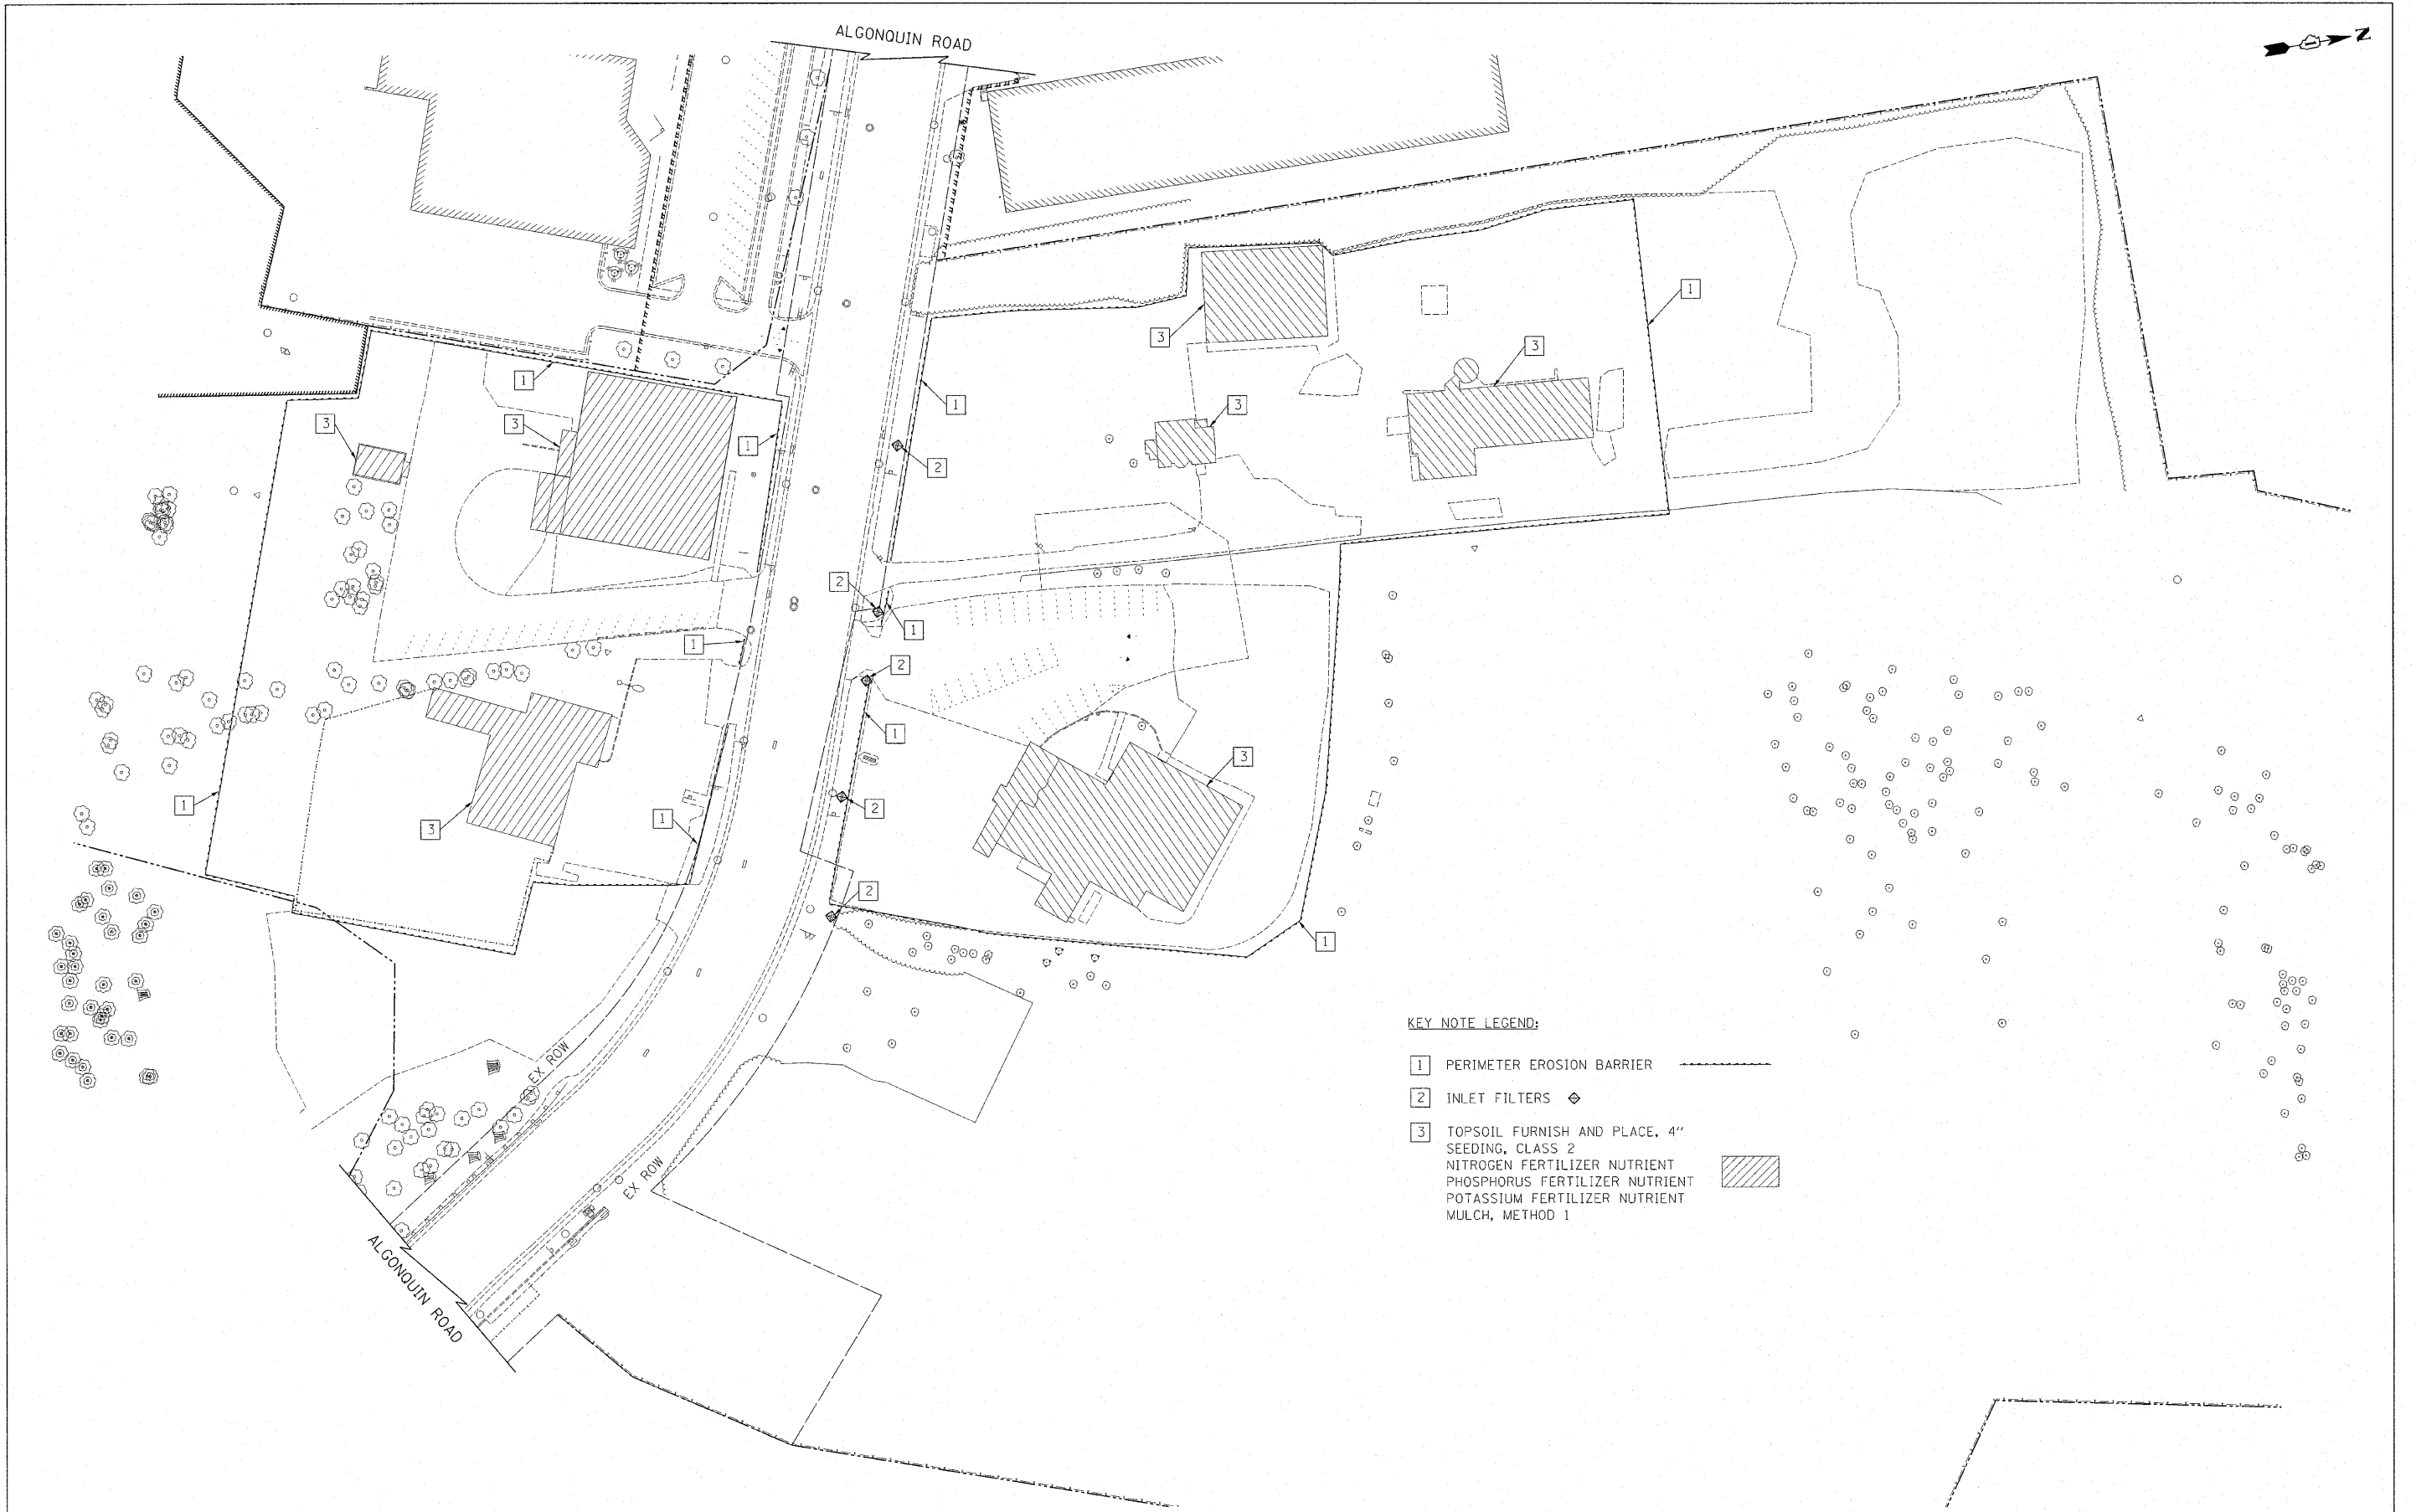 ALGONQUIN ROAD
N
1
3
1
3
3
3
1
3
1
3
1
2
2
1
1
2
1
1
3
1
2
3
1
2
1
KEY NOTE LEGEND:
1 PERIMETER EROSION BARRIER
2 INLET FILTERS
3 TOPSOIL FURNISH AND PLACE, 4"
SEEDING, CLASS 2
NITROGEN FERTILIZER NUTRIENT
PHOSPHORUS FERTILIZER NUTRIENT
POTASSIUM FERTILIZER NUTRIENT
MULCH, METHOD 1
EX ROW
EX ROW
ALGONQUIN ROAD